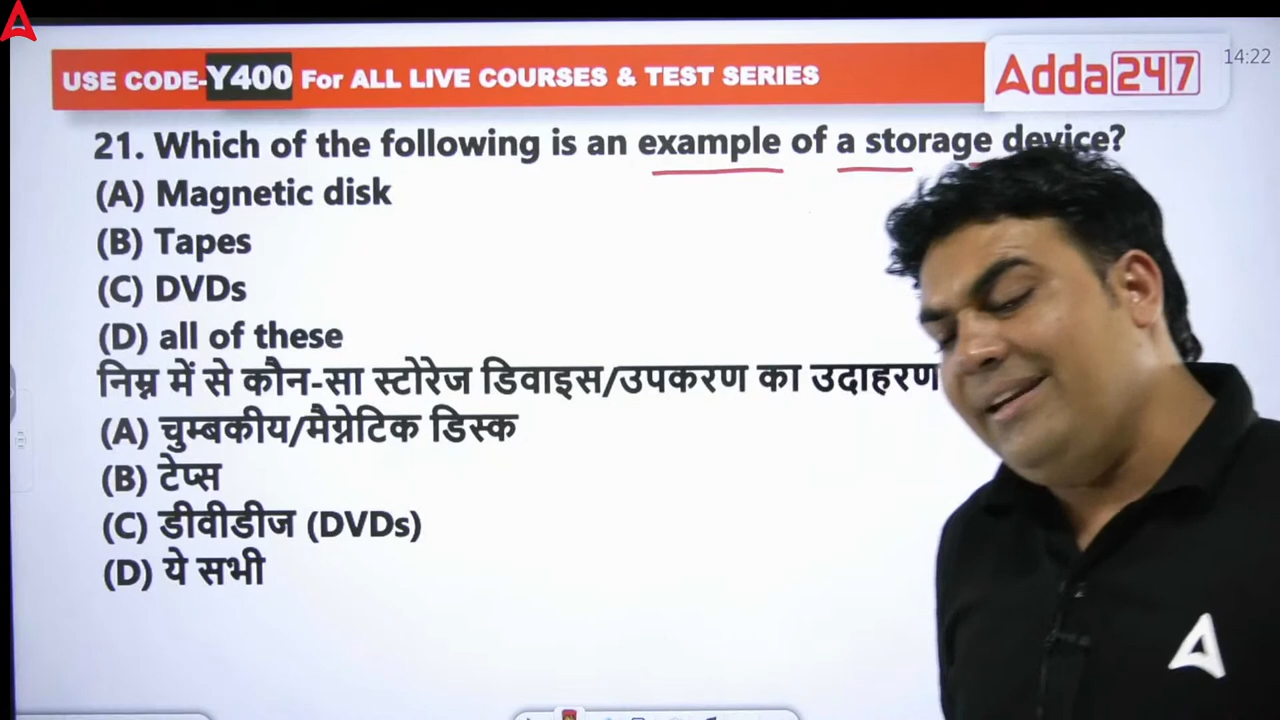 USE CODE-Y400 For ALL LIVE COURSES & TEST SERIES
Adda247
14:22
21. Which of the following is an example of a storage device?
(A) Magnetic disk
(B) Tapes
(C) DVDs
(D) all of these
निम्न में से कौन-सा स्टोरेज डिवाइस/उपकरण का उदाहरण
(A) चुम्बकीय/मैग्नेटिक डिस्क
(B) टेप्स
(C) डीवीडीज (DVDs)
(D) ये सभी